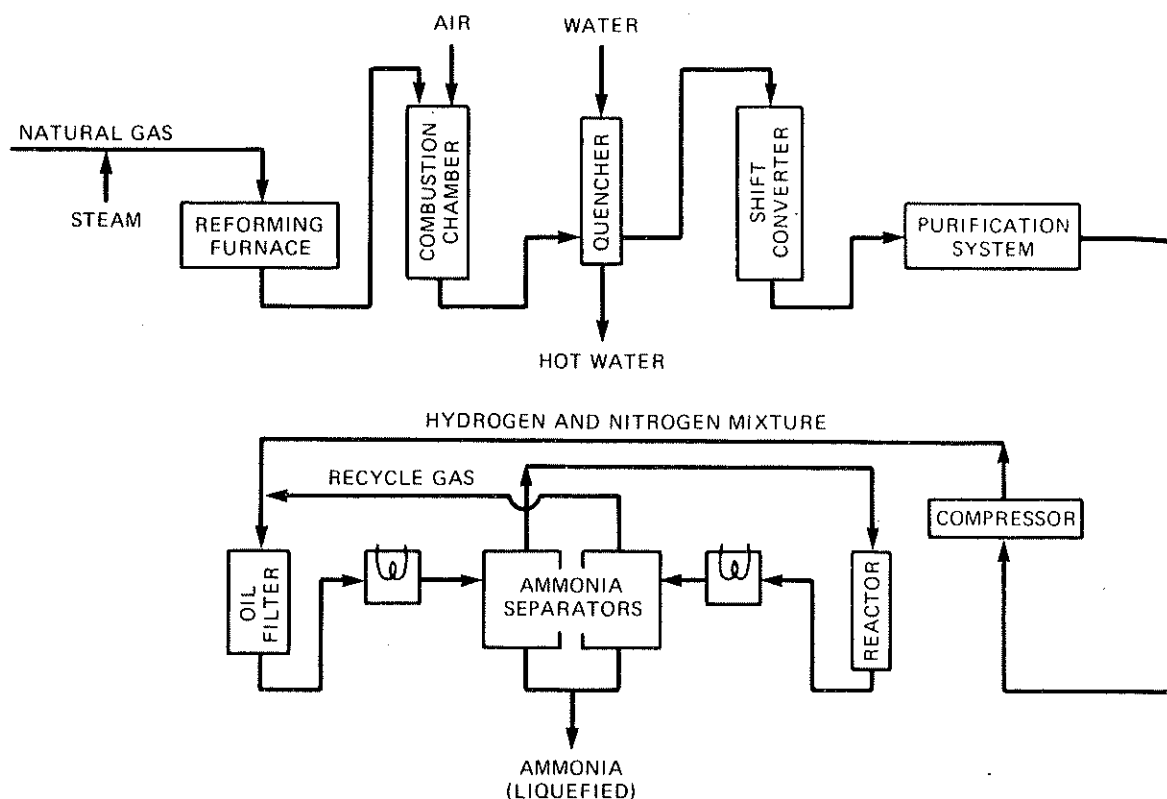 AIR
WATER
NATURAL GAS
STEAM
REFORMING
FURNACE
COMBUSTION
CHAMBER
QUENCHER
SHIFT
CONVERTER
PURIFICATION
SYSTEM
HOT WATER
HYDROGEN AND NITROGEN MIXTURE
RECYCLE GAS
COMPRESSOR
OIL
FILTER
AMMONIA
SEPARATORS
REACTOR
AMMONIA
(LIQUEFIED)